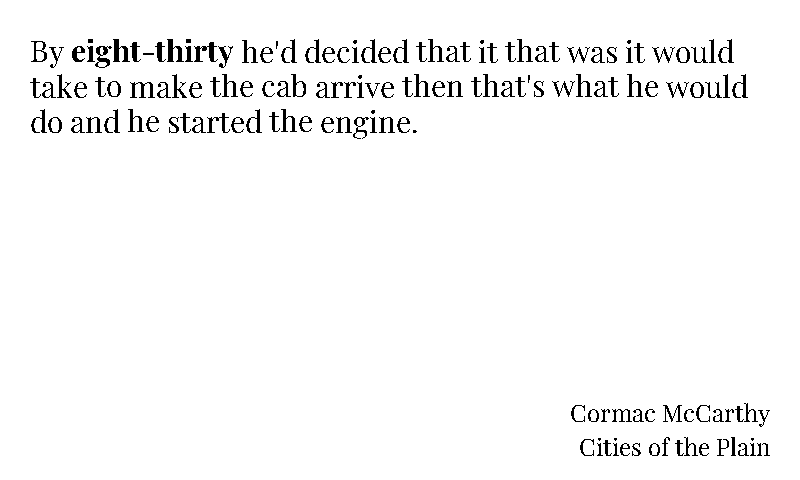 By eight-thirty he'd decided that it that was it would
take to make the cab arrive then that's what he would
do and he started the engine.
Cormac McCarthy
Cities of the Plain